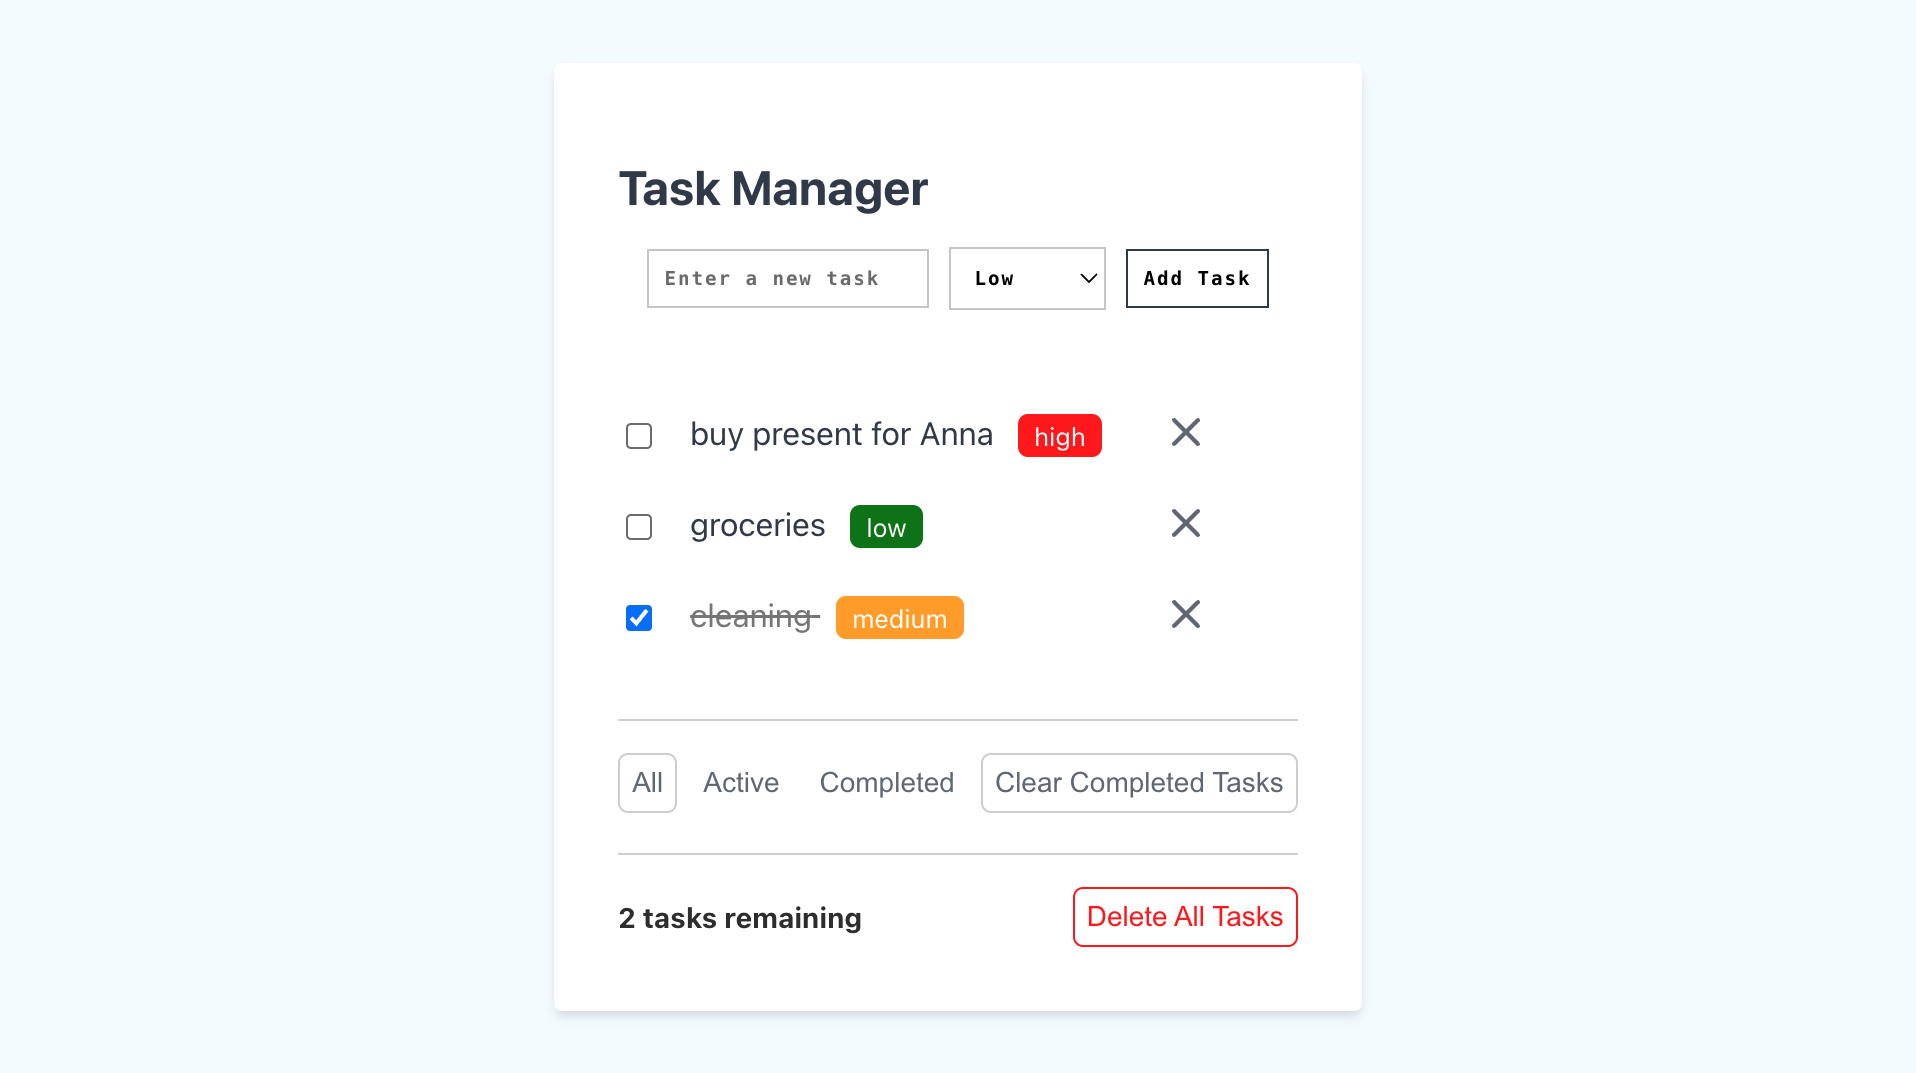 Task Manager
Enter a new task Low Add Task
buy present for Anna high
groceries low
cleaning medium
All Active Completed Clear Completed Tasks
2 tasks remaining Delete All Tasks